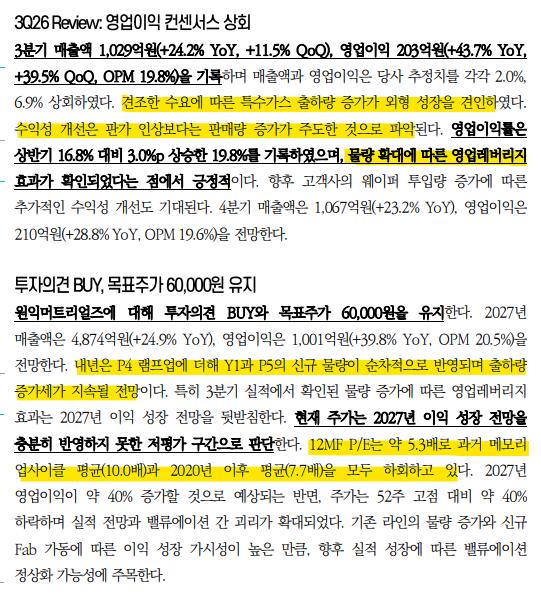 3Q26 Review: 영업이익 컨센서스 상회
3분기 매출액 1,029억원(+24.2% YoY, +11.5% QoQ), 영업이익 203억원(+43.7% YoY,
+39.5% QoQ, OPM 19.8%)을 기록하며 매출액과 영업이익은 당사 추정치를 각각 2.0%,
6.9% 상회하였다. 견조한 수요에 따른 특수가스 출하량 증가가 외형 성장을 견인하였다.
수익성 개선은 판가 인상보다는 판매량 증가가 주도한 것으로 파악된다. 영업이익률은
상반기 16.8% 대비 3.0%p 상승한 19.8%를 기록하였으며, 물량 확대에 따른 영업레버리지
효과가 확인되었다는 점에서 긍정적이다. 향후 고객사의 웨이퍼 투입량 증가에 따른
추가적인 수익성 개선도 기대된다. 4분기 매출액은 1,067억원(+23.2% YoY), 영업이익은
210억원(+28.8% YoY, OPM 19.6%)을 전망한다.
투자의견 BUY, 목표주가 60,000원 유지
원익머트리얼즈에 대해 투자의견 BUY와 목표주가 60,000원을 유지한다. 2027년
매출액은 4,874억원(+24.9% YoY), 영업이익은 1,001억원(+39.8% YoY, OPM 20.5%)을
전망한다. 내년은 P4 램프업에 더해 Y1과 P5의 신규 물량이 순차적으로 반영되며 출하량
증가세가 지속될 전망이다. 특히 3분기 실적에서 확인된 물량 증가에 따른 영업레버리지
효과는 2027년 이익 성장 전망을 뒷받침한다. 현재 주가는 2027년 이익 성장 전망을
충분히 반영하지 못한 저평가 구간으로 판단한다. 12MF P/E는 약 5.3배로 과거 메모리
업사이클 평균(10.0배)과 2020년 이후 평균(7.7배)을 모두 하회하고 있다. 2027년
영업이익이 약 40% 증가할 것으로 예상되는 반면, 주가는 52주 고점 대비 약 40%
하락하며 실적 전망과 밸류에이션 간 괴리가 확대되었다. 기존 라인의 물량 증가와 신규
Fab 가동에 따른 이익 성장 가시성이 높은 만큼, 향후 실적 성장에 따른 밸류에이션
정상화 가능성에 주목한다.